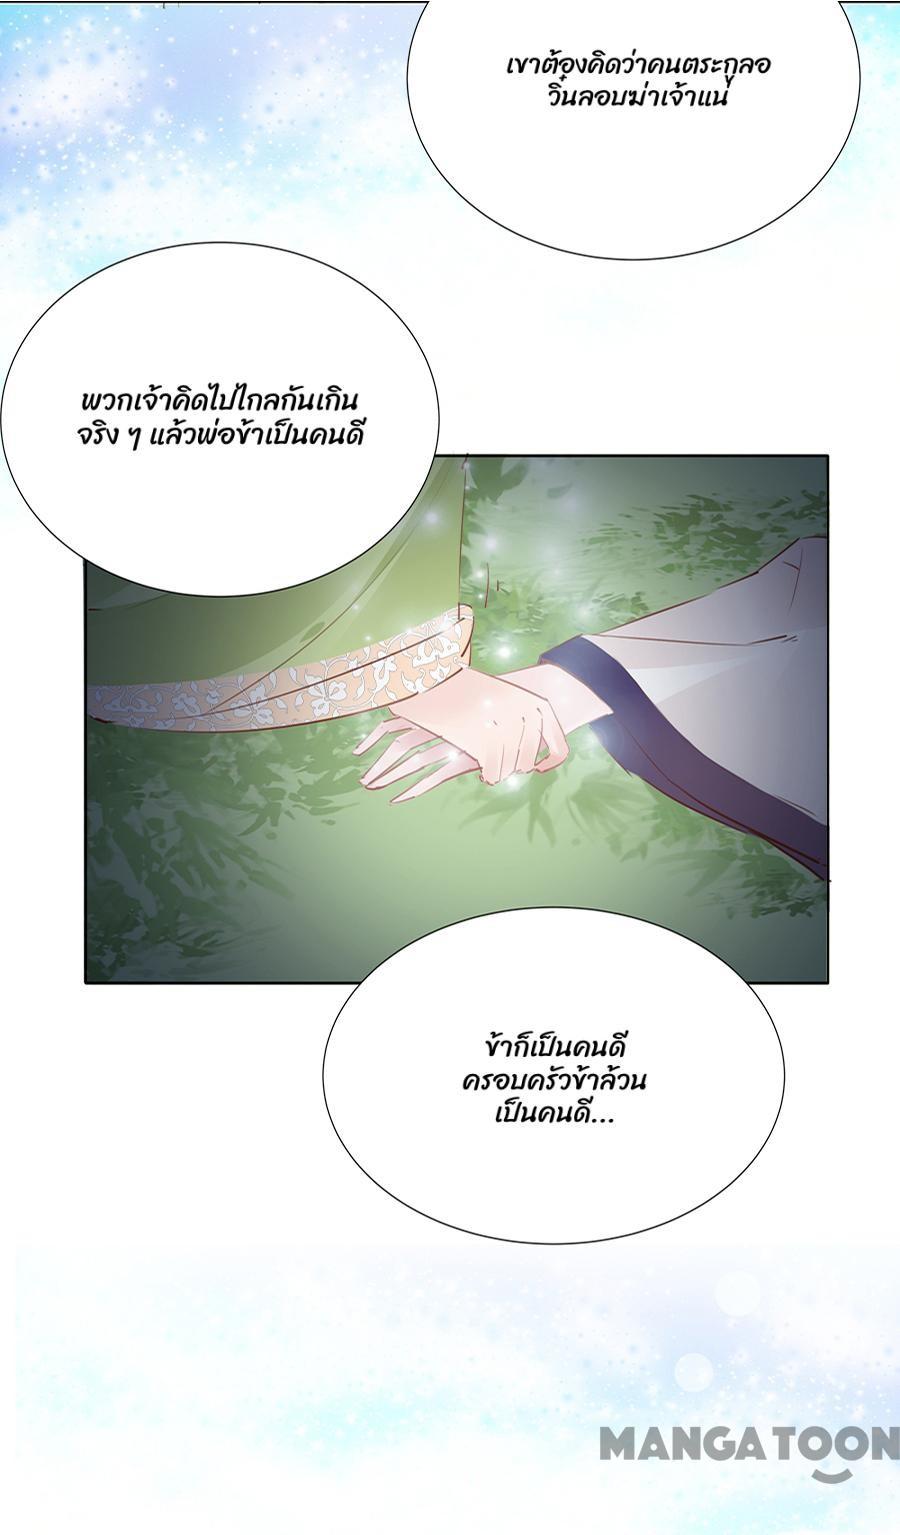 เขาต้องคิดว่าคนตระกูลอ
วิ๋นลอบฆ่าเจ้าแน่
พวกเจ้าคิดไปไกลกันเกิน
จริง ๆ แล้วพ่อข้าเป็นคนดี
ข้าก็เป็นคนดี
ครอบครัวข้าล้วน
เป็นคนดี...
MANGATOON